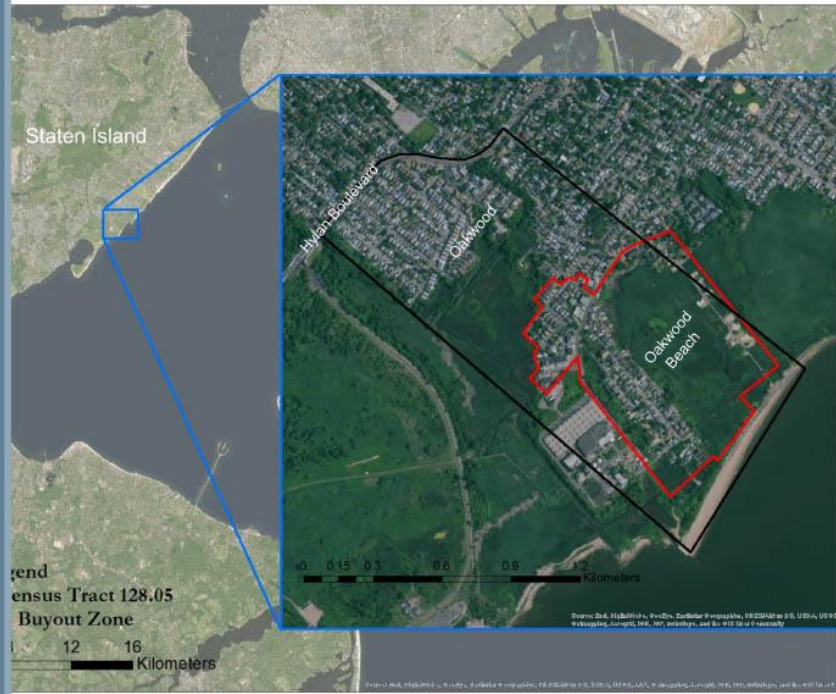 Staten Island
Hylan Boulevard
Oakwood
Oakwood
Beach
0 0.15 0.3 0.6 0.9 1.2
Kilometers
gend
ensus Tract 128.05
Buyout Zone
12 16
Kilometers